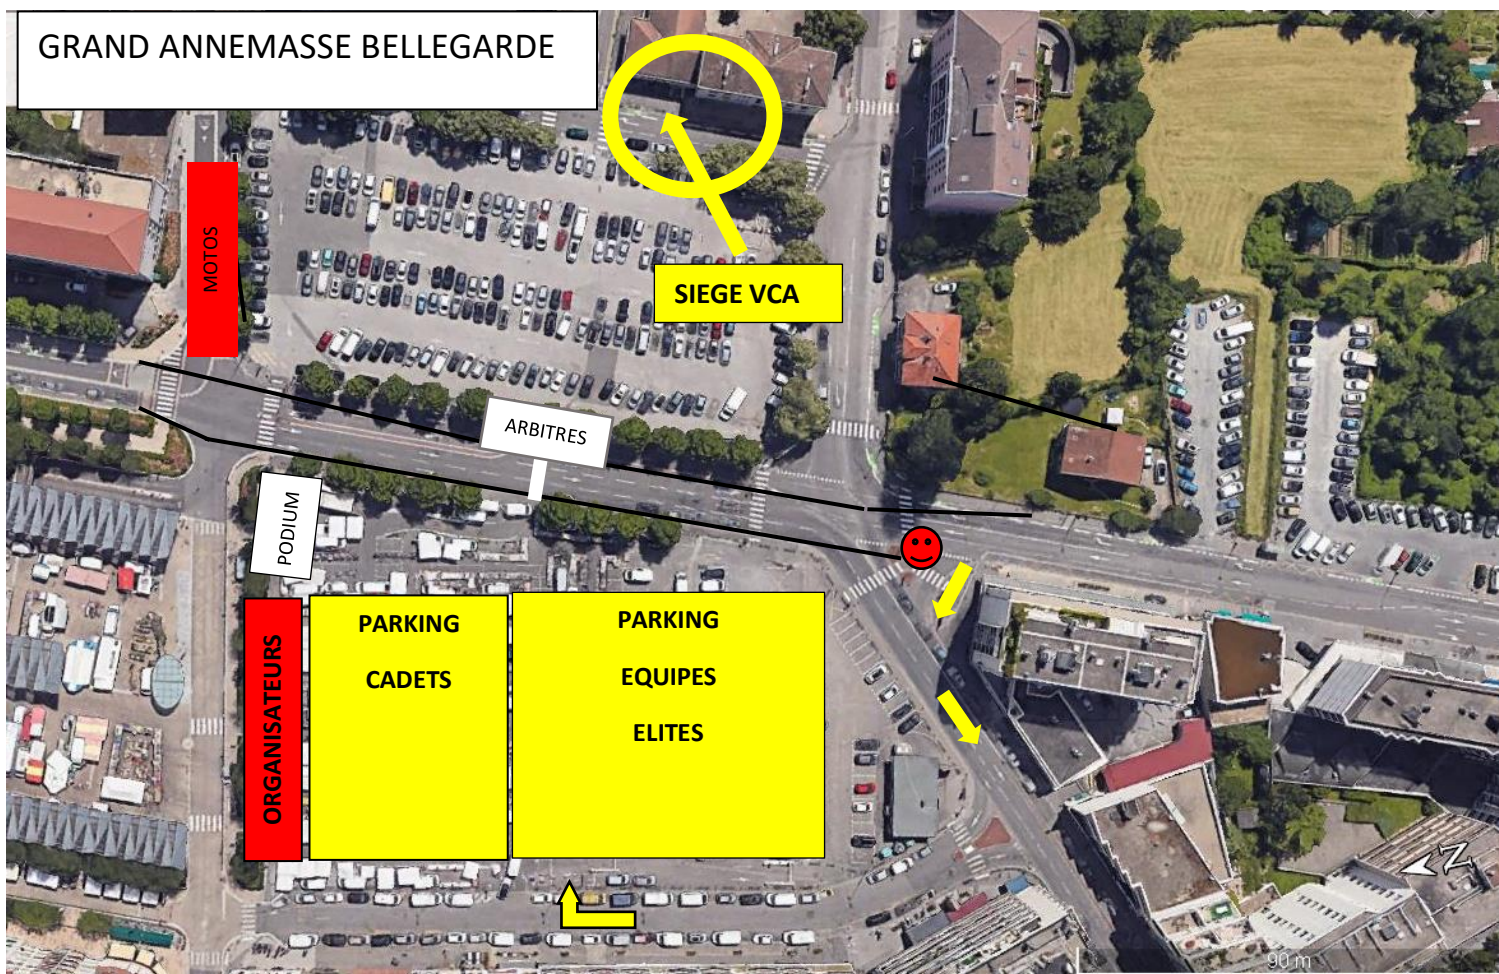 GRAND ANNEMASSE BELLEGARDE
MOTOS
SIEGE VCA
ARBITRES
PODIUM
ORGANISATEURS
PARKING
CADETS
PARKING
EQUIPES
ELITES
N
90 m